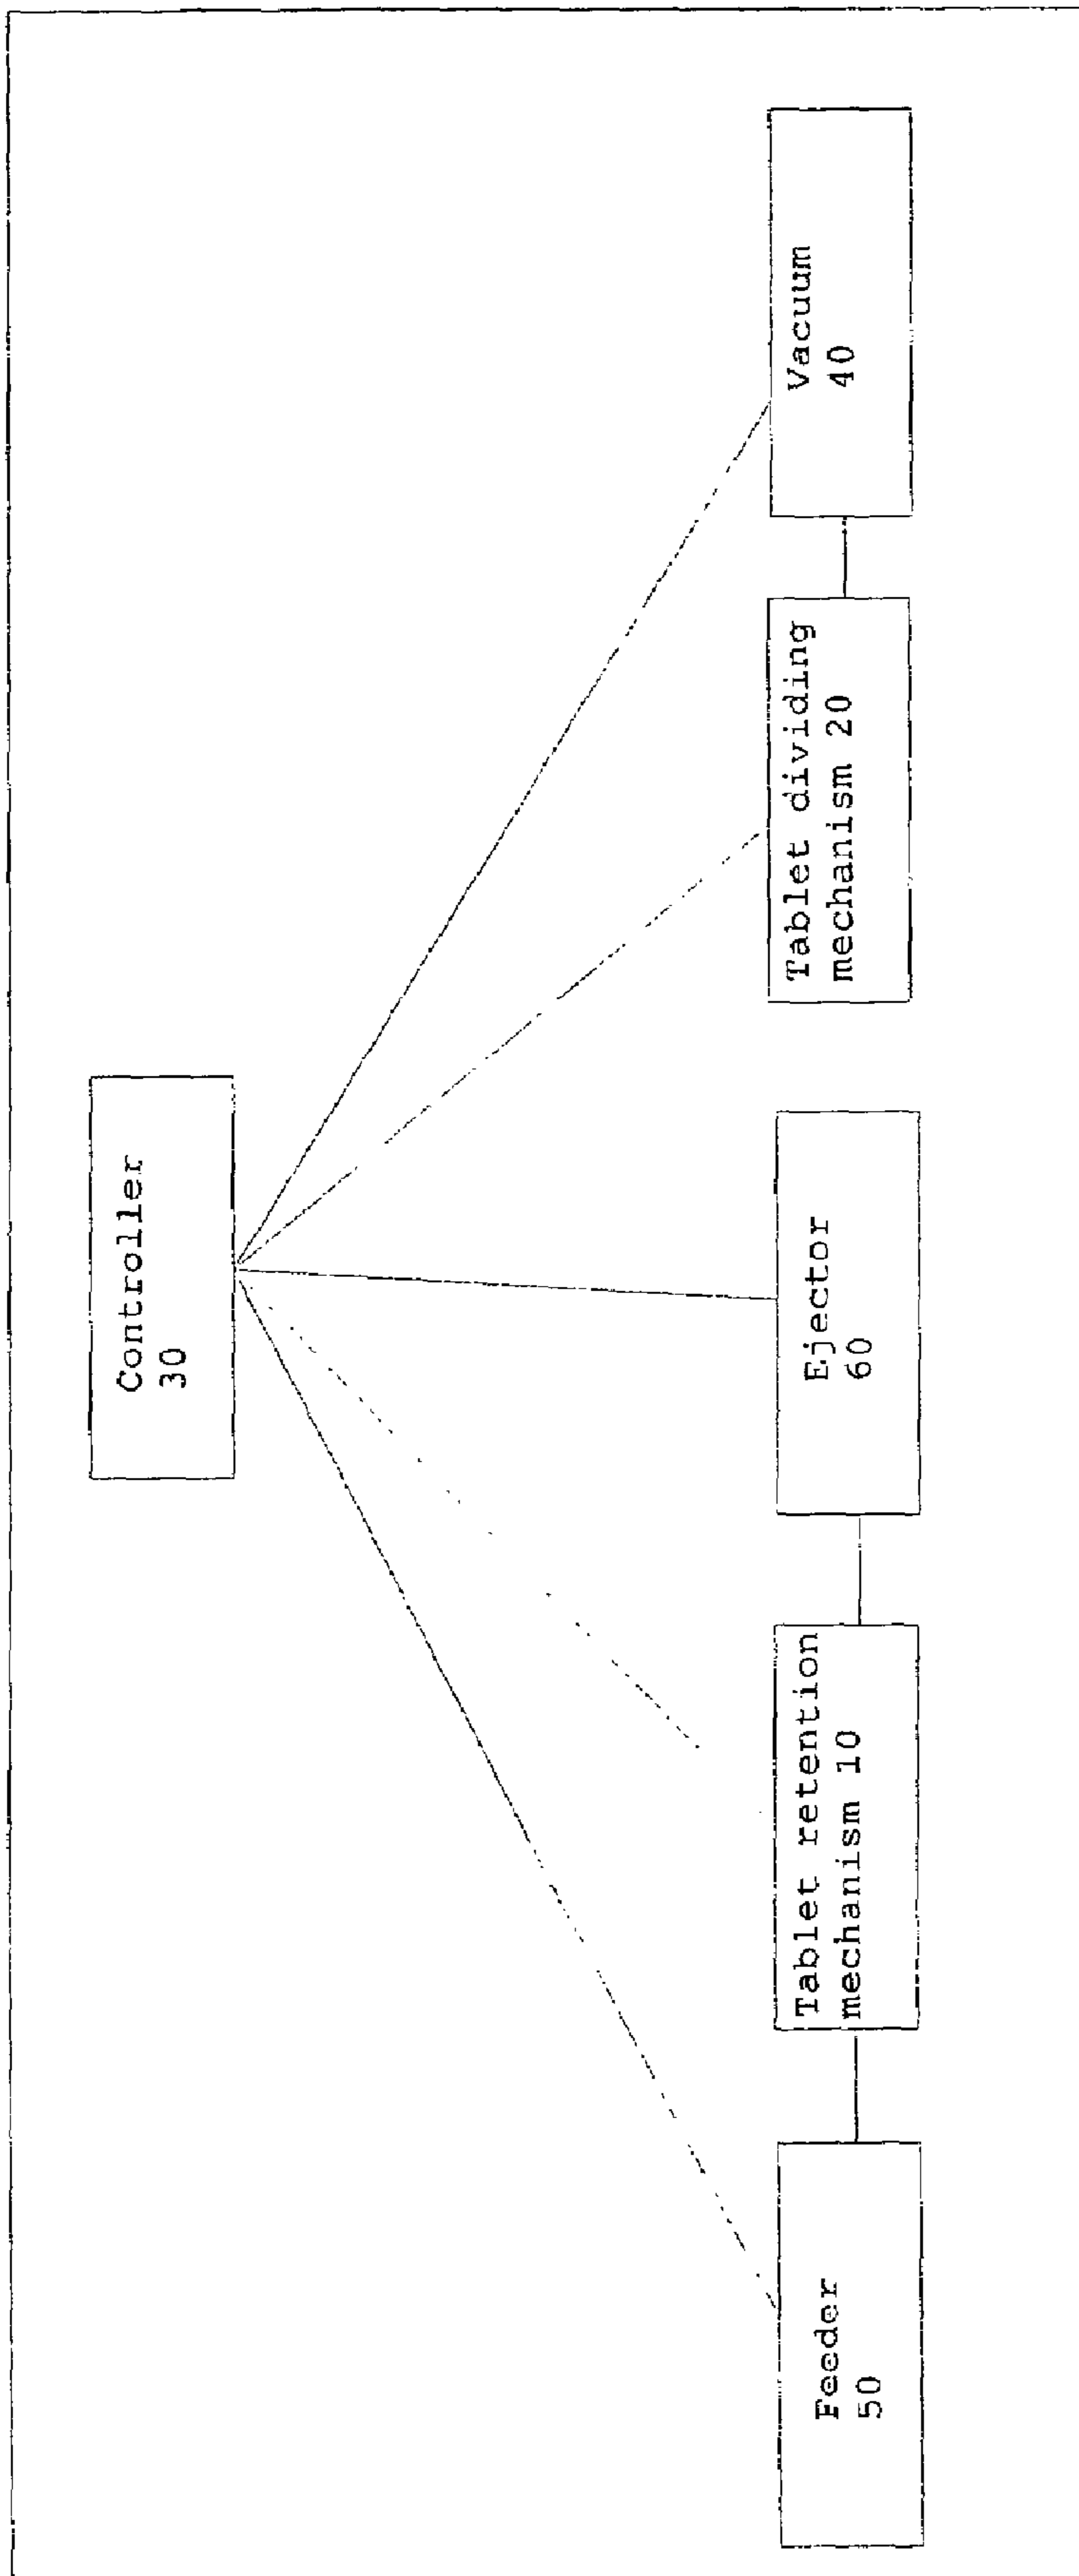 Controller
30
Feeder
50
Tablet retention
mechanism 10
Ejector
60
Tablet dividing
mechanism 20
Vacuum
40